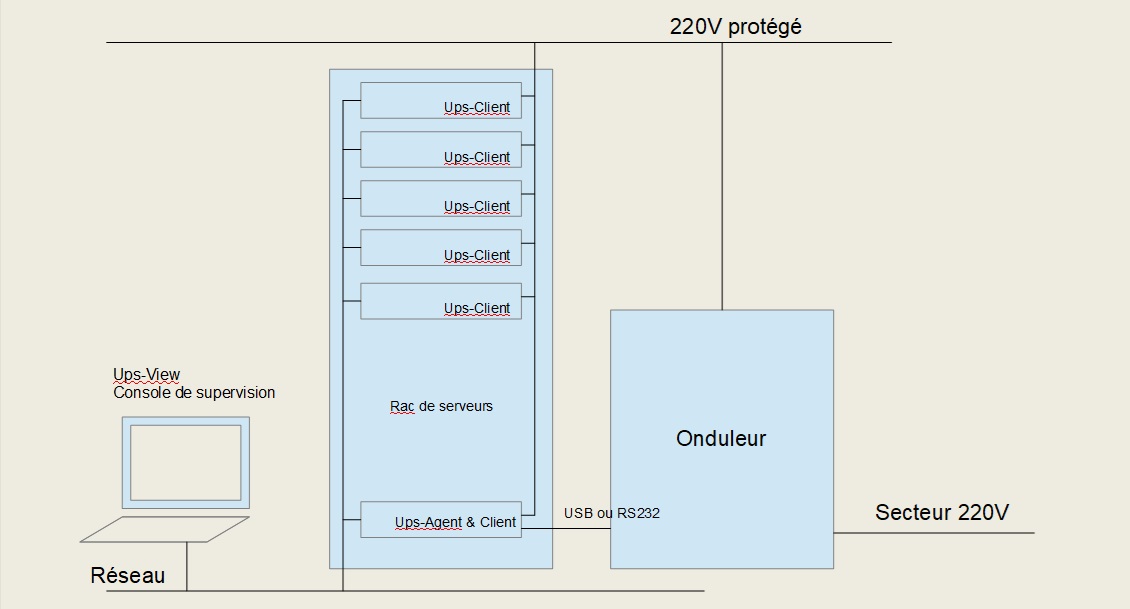 220V protégé
Ups-Client
Ups-Client
Ups-Client
Ups-Client
Ups-Client
Ups-View
Console de supervision
Rac de serveurs
Onduleur
Ups-Agent & Client
USB ou RS232
Secteur 220V
Réseau